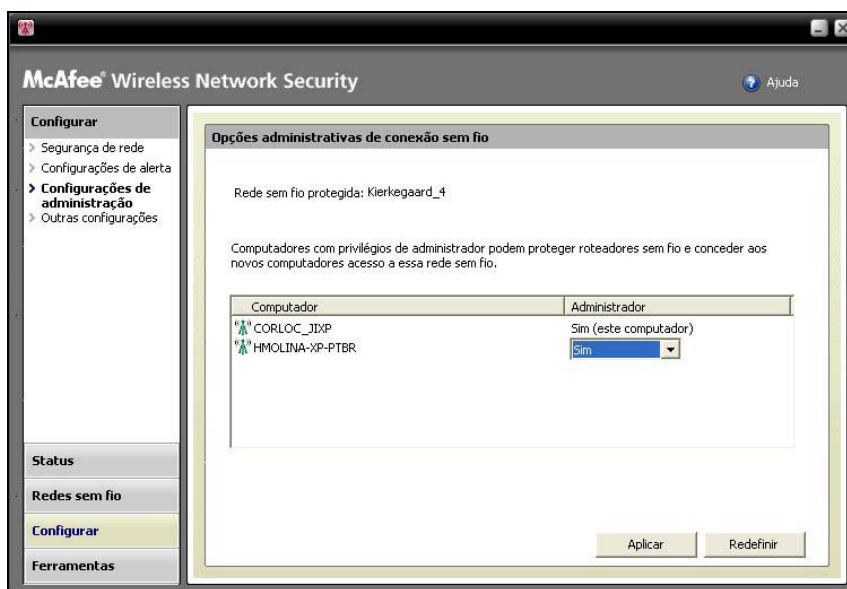 McAfee® Wireless Network Security
Ajuda
Configurar
Segurança de rede
Configurações de alerta
Configurações de
administração
Outras configurações
Status
Redes sem fio
Configurar
Ferramentas
Opções administrativas de conexão sem fio
Rede sem fio protegida: Kierkegaard_4
Computadores com privilégios de administrador podem proteger roteadores sem fio e conceder aos
novos computadores acesso a essa rede sem fio.
Computador Administrador
CORLOC_JIXP Sim (este computador)
HMOLINA-XP-PTBR Sim
Aplicar Redefinir